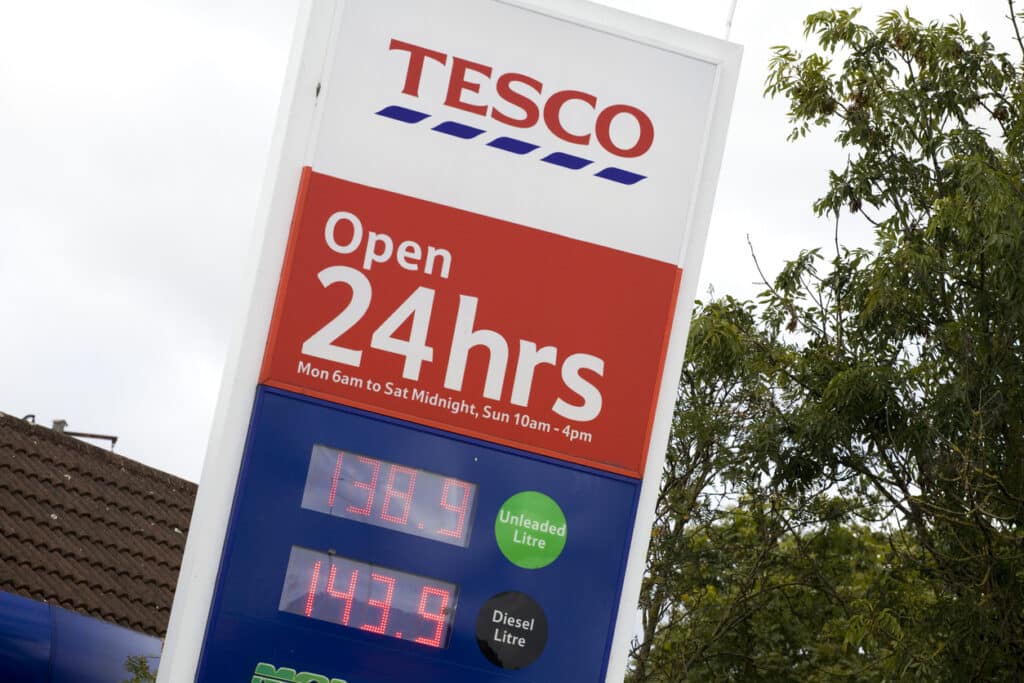 TESCO
Open
24hrs
Mon 6am to Sat Midnight, Sun 10am - 4pm
138.9
Unleaded
Litre
143.9
Diesel
Litre